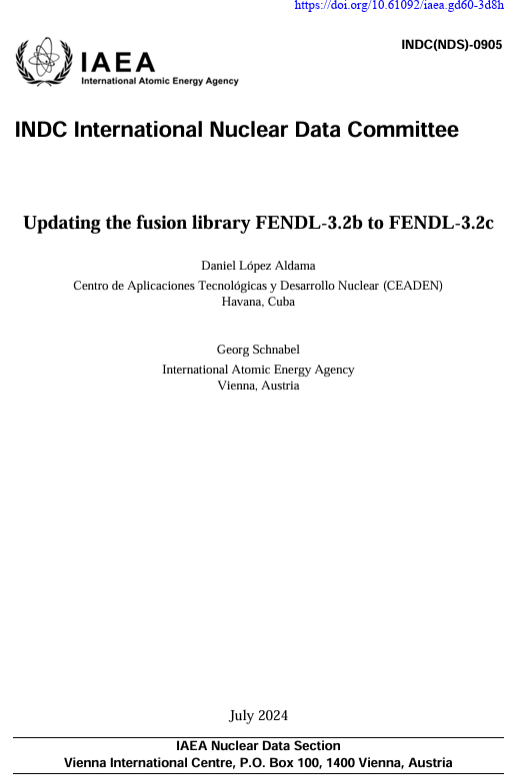 https://doi.org/10.61092/iaea.gd60-3d8h
INDC(NDS)-0905
IAEA
International Atomic Energy Agency
INDC International Nuclear Data Committee
Updating the fusion library FENDL-3.2b to FENDL-3.2c
Daniel López Aldama
Centro de Aplicaciones Tecnológicas y Desarrollo Nuclear (CEADEN)
Havana, Cuba
Georg Schnabel
International Atomic Energy Agency
Vienna, Austria
July 2024
IAEA Nuclear Data Section
Vienna International Centre, P.O. Box 100, 1400 Vienna, Austria